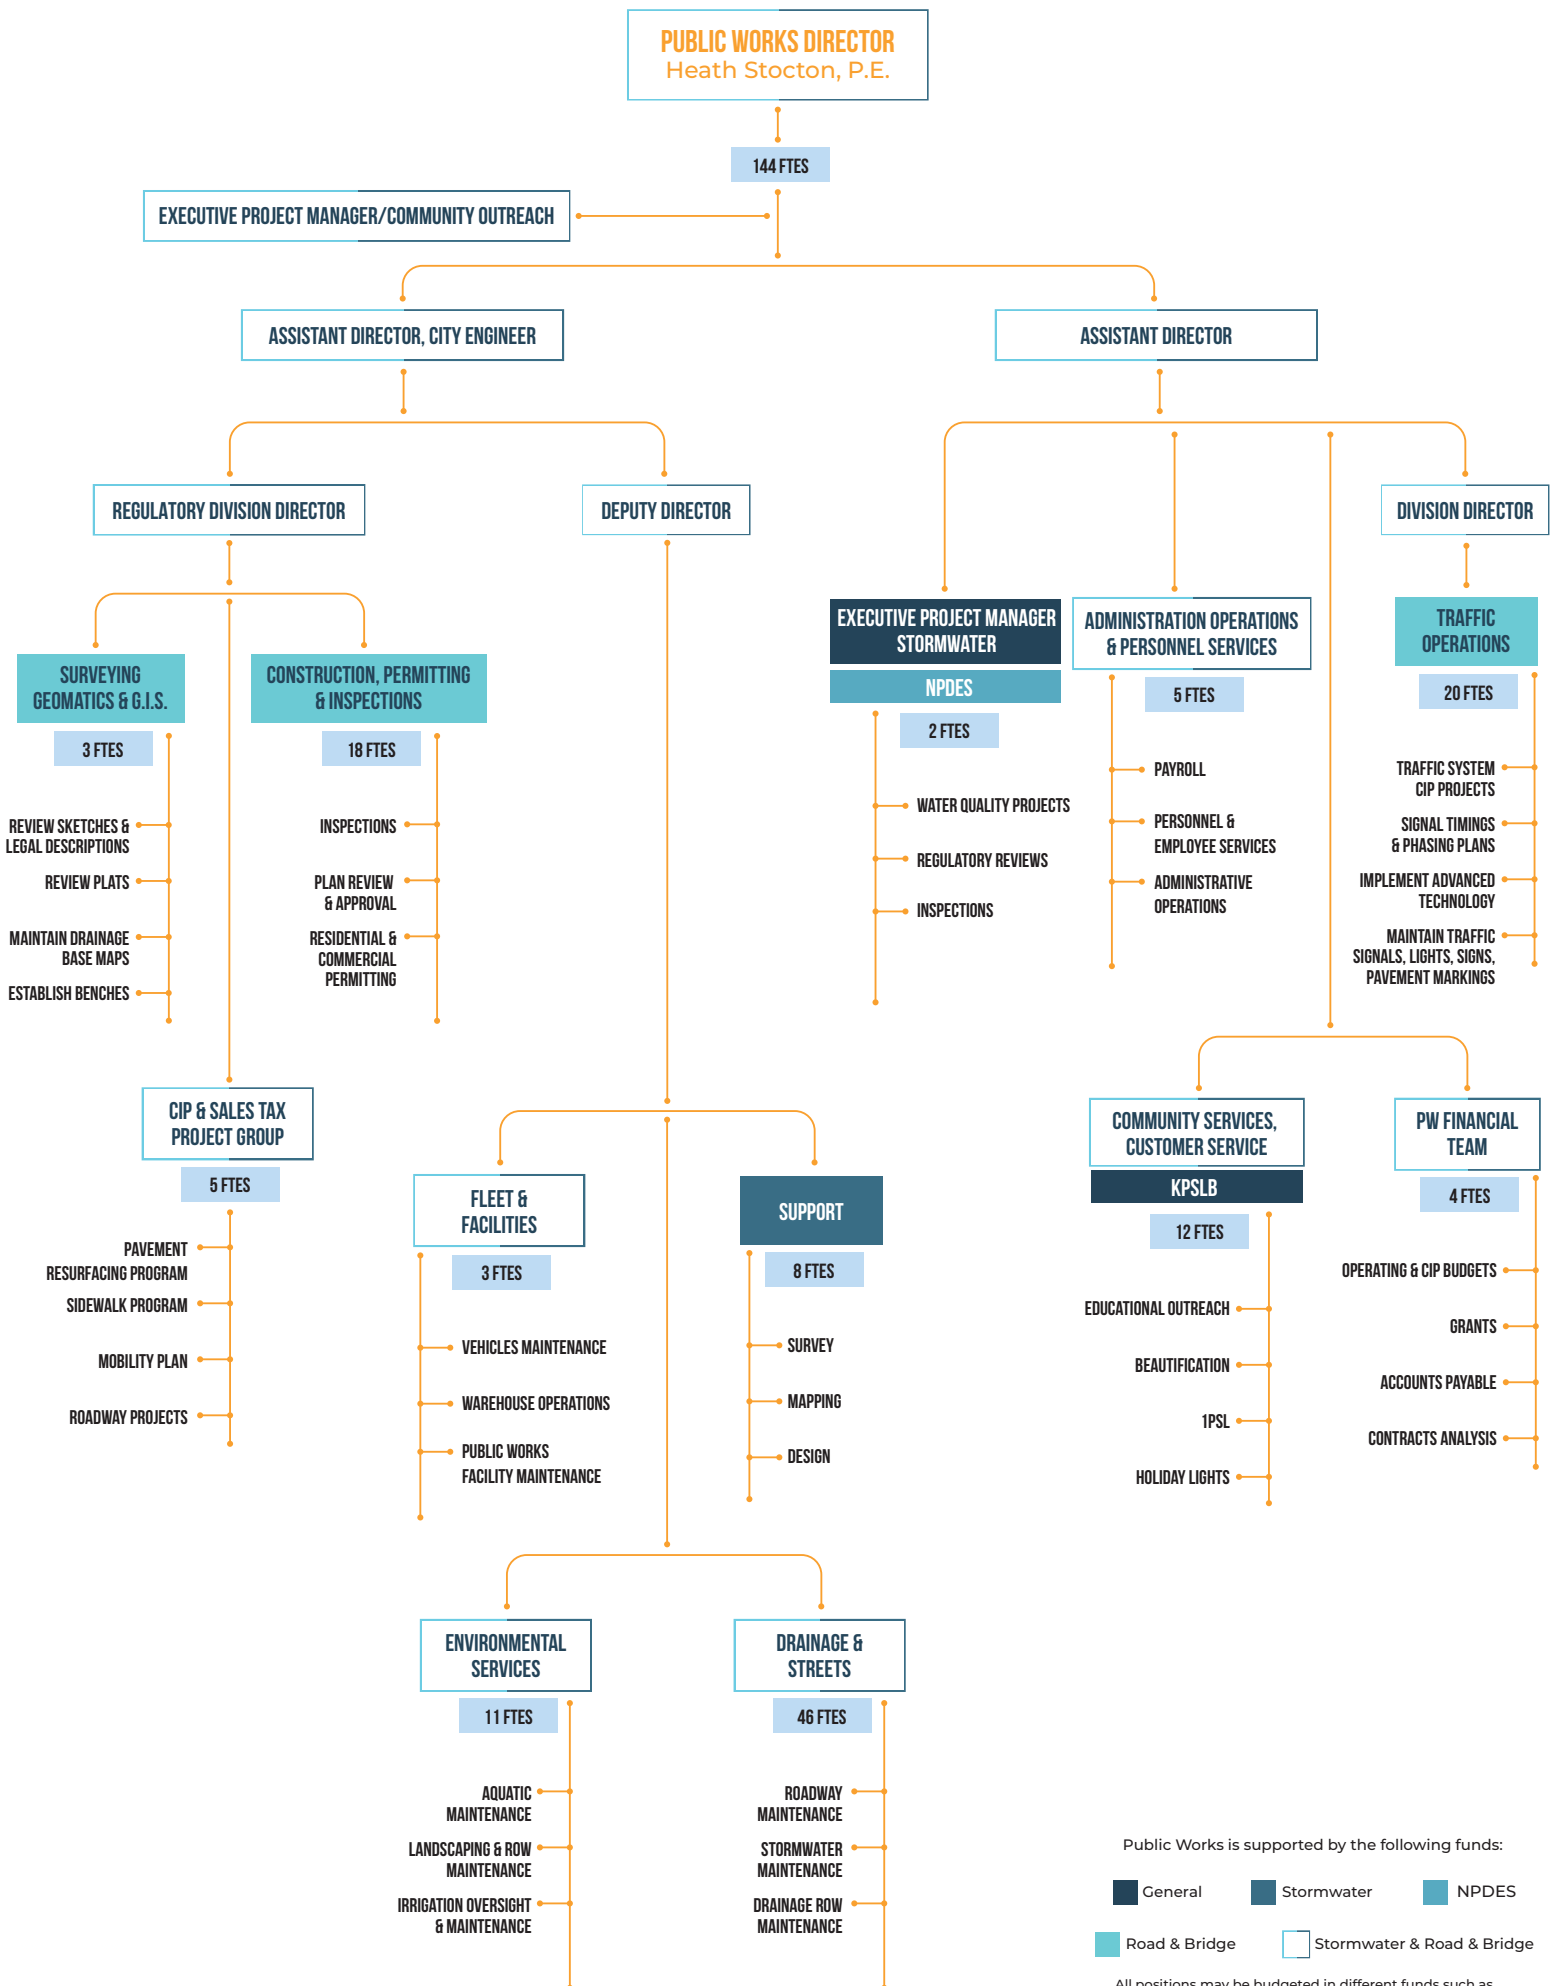 PUBLIC WORKS DIRECTOR
Heath Stocton, P.E.
144 FTES
EXECUTIVE PROJECT MANAGER/COMMUNITY OUTREACH
ASSISTANT DIRECTOR, CITY ENGINEER
ASSISTANT DIRECTOR
REGULATORY DIVISION DIRECTOR
DEPUTY DIRECTOR
DIVISION DIRECTOR
SURVEYING
GEOMATICS & G.I.S.
3 FTES
REVIEW SKETCHES &
LEGAL DESCRIPTIONS
REVIEW PLATS
MAINTAIN DRAINAGE
BASE MAPS
ESTABLISH BENCHES
CONSTRUCTION, PERMITTING
& INSPECTIONS
18 FTES
INSPECTIONS
PLAN REVIEW
& APPROVAL
RESIDENTIAL &
COMMERCIAL
PERMITTING
EXECUTIVE PROJECT MANAGER
STORMWATER
NPDES
2 FTES
WATER QUALITY PROJECTS
REGULATORY REVIEWS
INSPECTIONS
ADMINISTRATION OPERATIONS
& PERSONNEL SERVICES
5 FTES
PAYROLL
PERSONNEL &
EMPLOYEE SERVICES
ADMINISTRATIVE
OPERATIONS
TRAFFIC
OPERATIONS
20 FTES
TRAFFIC SYSTEM
CIP PROJECTS
SIGNAL TIMINGS
& PHASING PLANS
IMPLEMENT ADVANCED
TECHNOLOGY
MAINTAIN TRAFFIC
SIGNALS, LIGHTS, SIGNS,
PAVEMENT MARKINGS
CIP & SALES TAX
PROJECT GROUP
5 FTES
PAVEMENT
RESURFACING PROGRAM
SIDEWALK PROGRAM
MOBILITY PLAN
ROADWAY PROJECTS
FLEET &
FACILITIES
3 FTES
VEHICLES MAINTENANCE
WAREHOUSE OPERATIONS
PUBLIC WORKS
FACILITY MAINTENANCE
SUPPORT
8 FTES
SURVEY
MAPPING
DESIGN
COMMUNITY SERVICES,
CUSTOMER SERVICE
KPSLB
12 FTES
EDUCATIONAL OUTREACH
BEAUTIFICATION
1PSL
HOLIDAY LIGHTS
PW FINANCIAL
TEAM
4 FTES
OPERATING & CIP BUDGETS
GRANTS
ACCOUNTS PAYABLE
CONTRACTS ANALYSIS
ENVIRONMENTAL
SERVICES
11 FTES
AQUATIC
MAINTENANCE
LANDSCAPING & ROW
MAINTENANCE
IRRIGATION OVERSIGHT
& MAINTENANCE
DRAINAGE &
STREETS
46 FTES
ROADWAY
MAINTENANCE
STORMWATER
MAINTENANCE
DRAINAGE ROW
MAINTENANCE
Public Works is supported by the following funds:
General
Stormwater
NPDES
Road & Bridge
Stormwater & Road & Bridge
All positions may be budgeted in different funds such as